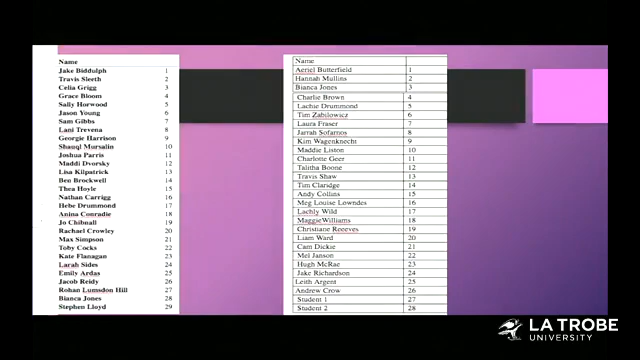 Name
Jake Biddulph 1
Travis Sleeth 2
Celia Grigg 3
Grace Bloom 4
Sally Horwood 5
Jason Young 6
Sam Gibbs 7
Lani Trevena 8
Georgie Harrison 9
Shauqi Mursalin 10
Joshua Parris 11
Maddi Dvorsky 12
Lisa Kilpatrick 13
Ben Brockwell 14
Thea Hoyle 15
Nathan Carrigg 16
Hebe Drummond 17
Anina Conradie 18
Jo Chibnall 19
Rachael Crowley 20
Max Simpson 21
Toby Cocks 22
Kate Flanagan 23
Larah Sides 24
Emily Ardas 25
Jacob Reidy 26
Rohan Lumsdon Hill 27
Bianca Jones 28
Stephen Lloyd 29
Name
Aeriel Butterfield 1
Hannah Mullins 2
Bianca Jones 3
Charlie Brown 4
Lachie Drummond 5
Tim Zabilowicz 6
Laura Fraser 7
Jarrah Sofarnos 8
Kim Wagenknecht 9
Maddie Liston 10
Charlotte Geer 11
Talitha Boone 12
Travis Shaw 13
Tim Claridge 14
Andy Collins 15
Meg Louise Lowndes 16
Lachly Wild 17
MaggieWilliams 18
Christiane Reeeves 19
Liam Ward 20
Cam Dickie 21
Mel Janson 22
Hugh McRae 23
Jake Richardson 24
Leith Argent 25
Andrew Crow 26
Student 1 27
Student 2 28
LA TROBE
UNIVERSITY